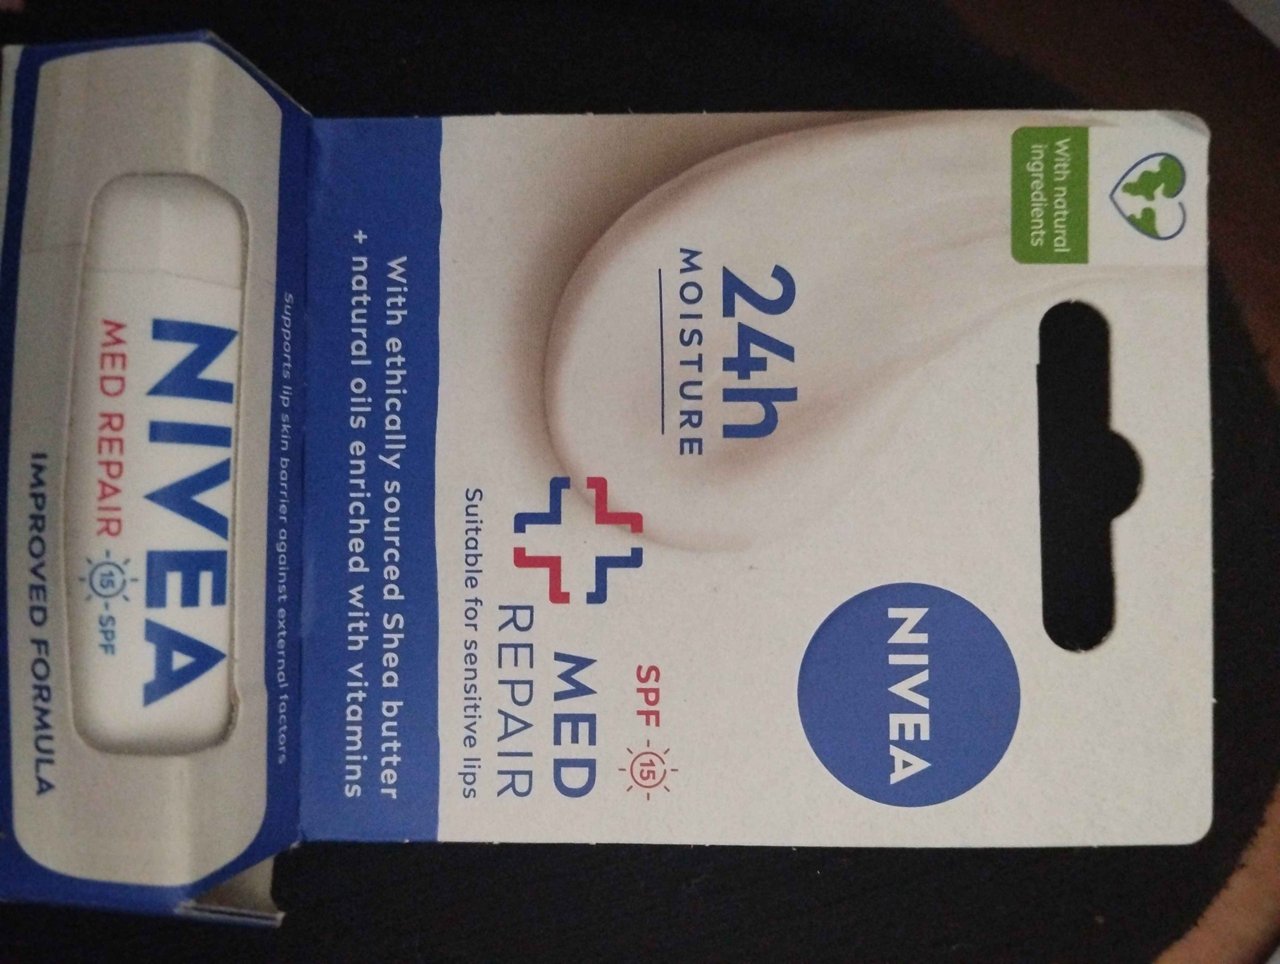 With natural
ingredients
NIVEA
24h
MOISTURE
SPF 15
MED
REPAIR
Suitable for sensitive lips
With ethically sourced Shea butter
+ natural oils enriched with vitamins
Supports lip skin barrier against external factors
NIVEA
MED REPAIR 15 SPF
IMPROVED FORMULA